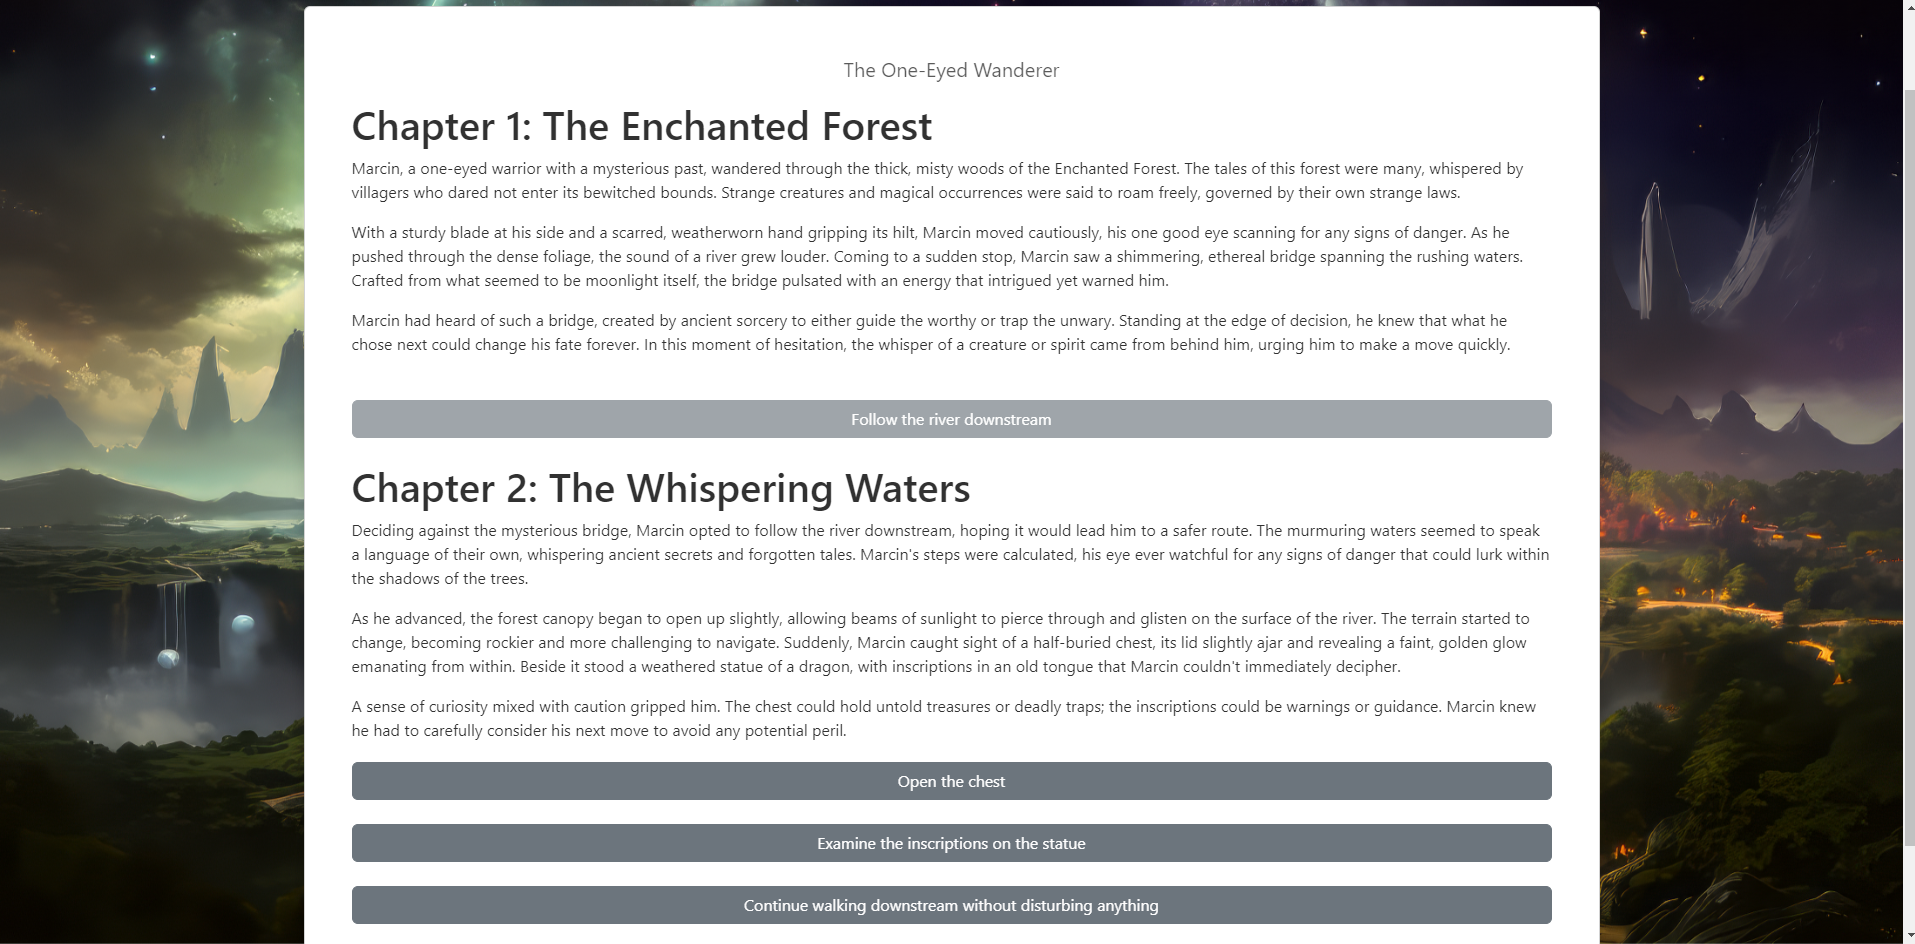 The One-Eyed Wanderer
Chapter 1: The Enchanted Forest
Marcin, a one-eyed warrior with a mysterious past, wandered through the thick, misty woods of the Enchanted Forest. The tales of this forest were many, whispered by
villagers who dared not enter its bewitched bounds. Strange creatures and magical occurrences were said to roam freely, governed by their own strange laws.
With a sturdy blade at his side and a scarred, weatherworn hand gripping its hilt, Marcin moved cautiously, his one good eye scanning for any signs of danger. As he
pushed through the dense foliage, the sound of a river grew louder. Coming to a sudden stop, Marcin saw a shimmering, ethereal bridge spanning the rushing waters.
Crafted from what seemed to be moonlight itself, the bridge pulsated with an energy that intrigued yet warned him.
Marcin had heard of such a bridge, created by ancient sorcery to either guide the worthy or trap the unwary. Standing at the edge of decision, he knew that what he
chose next could change his fate forever. In this moment of hesitation, the whisper of a creature or spirit came from behind him, urging him to make a move quickly.
Follow the river downstream
Chapter 2: The Whispering Waters
Deciding against the mysterious bridge, Marcin opted to follow the river downstream, hoping it would lead him to a safer route. The murmuring waters seemed to speak
a language of their own, whispering ancient secrets and forgotten tales. Marcin's steps were calculated, his eye ever watchful for any signs of danger that could lurk within
the shadows of the trees.
As he advanced, the forest canopy began to open up slightly, allowing beams of sunlight to pierce through and glisten on the surface of the river. The terrain started to
change, becoming rockier and more challenging to navigate. Suddenly, Marcin caught sight of a half-buried chest, its lid slightly ajar and revealing a faint, golden glow
emanating from within. Beside it stood a weathered statue of a dragon, with inscriptions in an old tongue that Marcin couldn't immediately decipher.
A sense of curiosity mixed with caution gripped him. The chest could hold untold treasures or deadly traps; the inscriptions could be warnings or guidance. Marcin knew
he had to carefully consider his next move to avoid any potential peril.
Open the chest
Examine the inscriptions on the statue
Continue walking downstream without disturbing anything